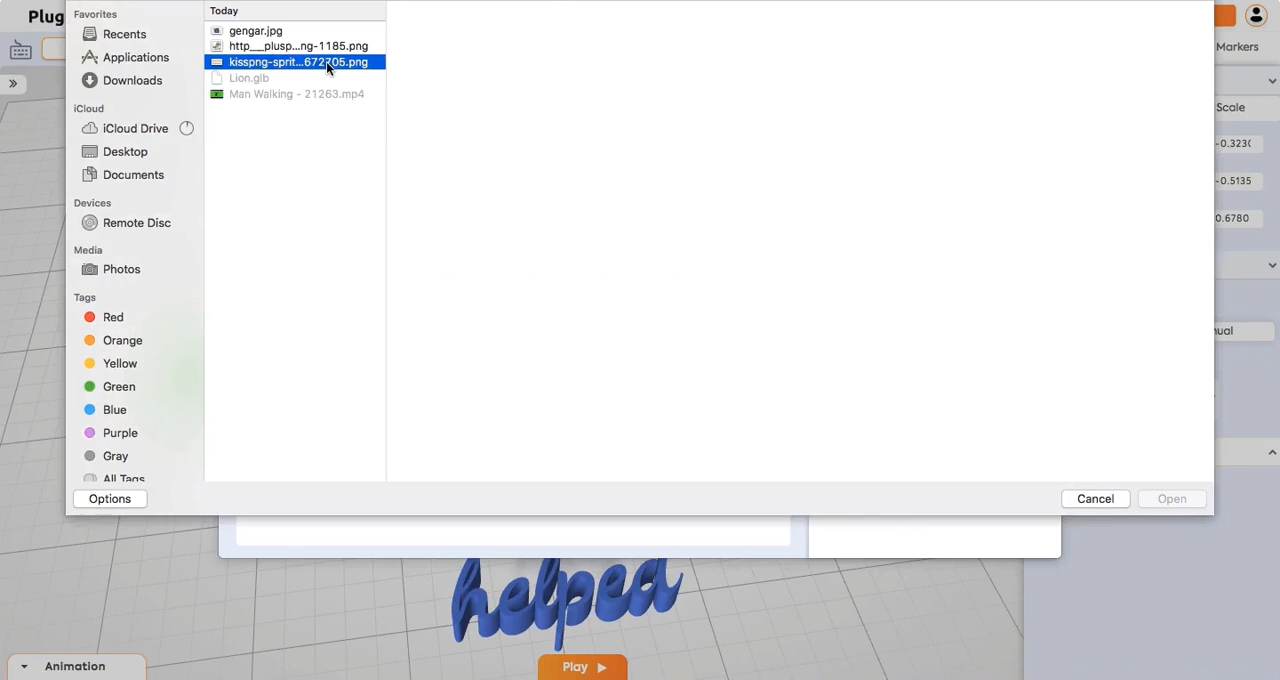 Plug
Favorites
Recents
Applications
Downloads
iCloud
iCloud Drive
Desktop
Documents
Devices
Remote Disc
Media
Photos
Tags
Red
Orange
Yellow
Green
Blue
Purple
Gray
All Tags
Options
Today
gengar.jpg
http___plusp...ng-1185.png
kisspng-sprit...672705.png
Lion.glb
Man Walking - 21263.mp4
Cancel
Open
Markers
Scale
-0.323(
-0.5135
0.6780
helped
Animation
Play